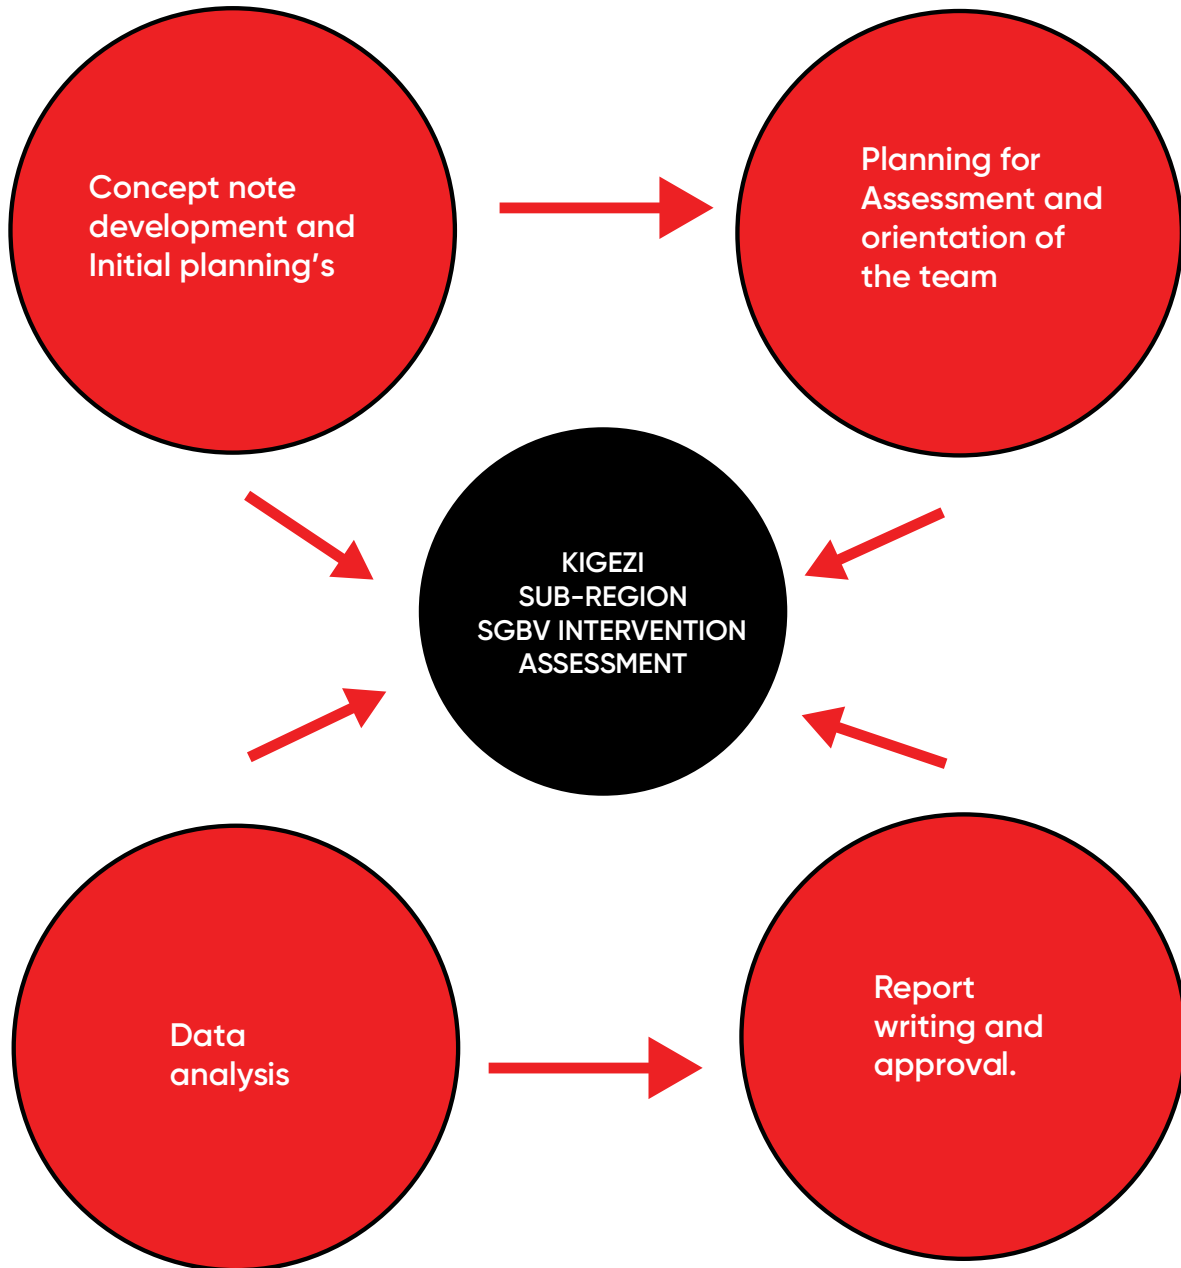 Concept note
development and
Initial planning's
Planning for
Assessment and
orientation of
the team
KIGEZI
SUB-REGION
SGBV INTERVENTION
ASSESSMENT
Data
analysis
Report
writing and
approval.